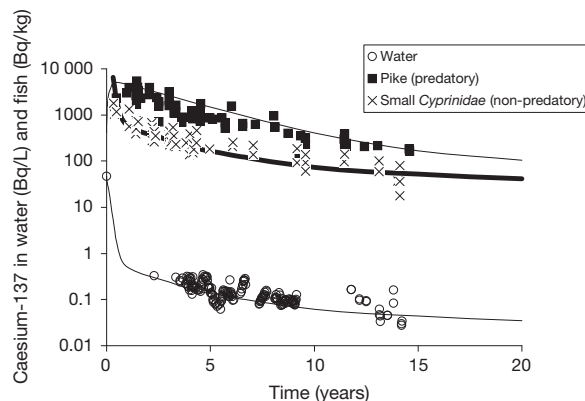 Water
Pike (predatory)
Small Cyprinidae (non-predatory)
Caesium-137 in water (Bq/L) and fish (Bq/kg)
10 000
1000
100
10
1
0.1
0.01
0 5 10 15 20
Time (years)